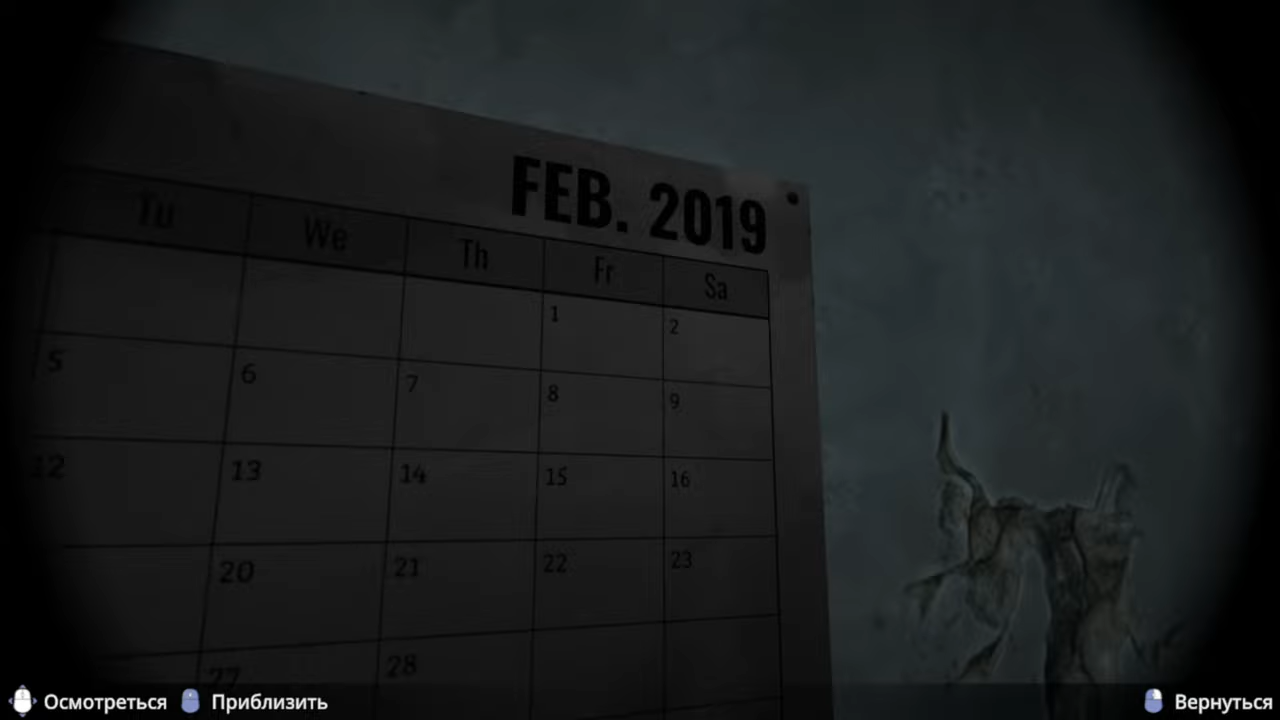 FEB. 2019
Tu We Th Fr Sa
1 2
5 6 7 8 9
12 13 14 15 16
20 21 22 23
27 28
Осмотреться Приблизить Вернуться